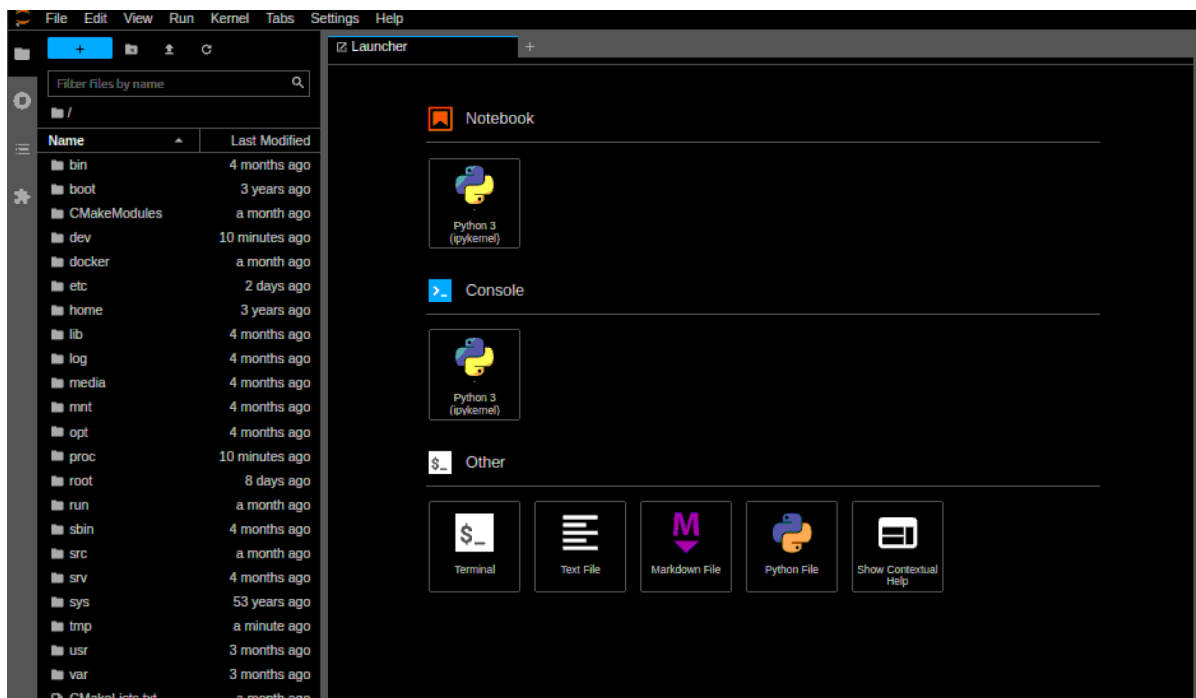 File Edit View Run Kernel Tabs Settings Help
+
Launcher
+
Filter files by name
/
Name Last Modified
bin 4 months ago
boot 3 years ago
CMakeModules a month ago
dev 10 minutes ago
docker a month ago
etc 2 days ago
home 3 years ago
lib 4 months ago
log 4 months ago
media 4 months ago
mnt 4 months ago
opt 4 months ago
proc 10 minutes ago
root 8 days ago
run a month ago
sbin 4 months ago
src a month ago
srv 4 months ago
sys 53 years ago
tmp a minute ago
usr 3 months ago
var 3 months ago
CMakeLists.txt a month ago
Notebook
Python 3
(ipykernel)
Console
Python 3
(ipykernel)
$_ Other
$_
Terminal
Text File
M
Markdown File
Python File
Show Contextual
Help